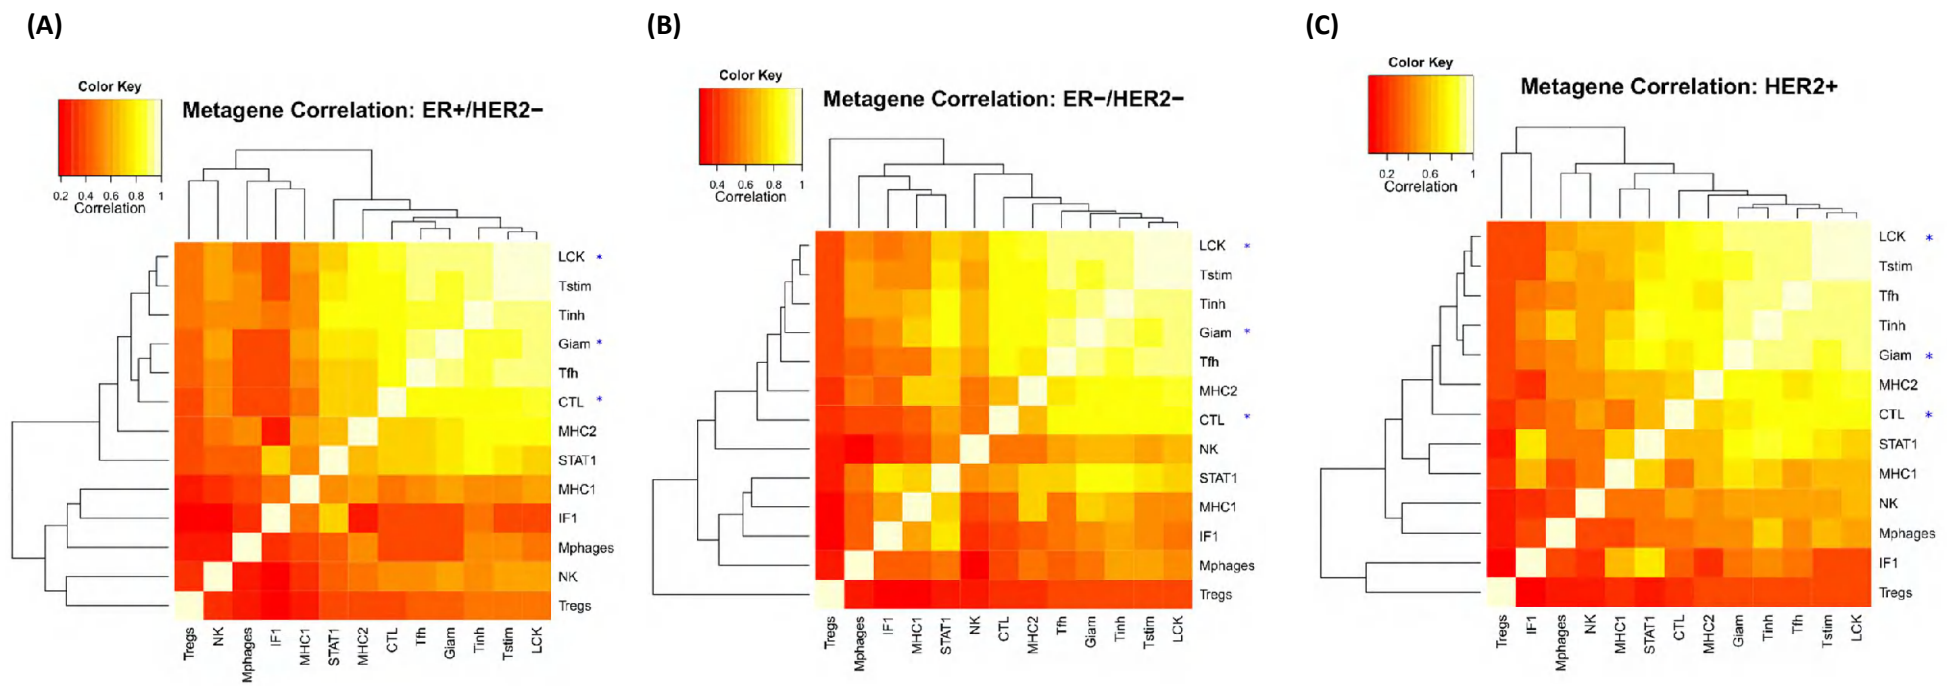 (A)
Color Key
0.2 0.4 0.6 0.8 1
Correlation
Metagene Correlation: ER+/HER2−
LCK *
Tstim
Tinh
Giam *
Tfh
CTL *
MHC2
STAT1
MHC1
IF1
Mphages
NK
Tregs
Tregs NK Mphages IF1 MHC1 STAT1 MHC2 CTL Tfh Giam Tinh Tstim LCK
(B)
Color Key
0.4 0.6 0.8 1
Correlation
Metagene Correlation: ER−/HER2−
LCK *
Tstim
Tinh
Giam *
Tfh
MHC2
CTL *
NK
STAT1
MHC1
IF1
Mphages
Tregs
Tregs Mphages IF1 MHC1 STAT1 NK CTL MHC2 Tfh Giam Tinh Tstim LCK
(C)
Color Key
0.2 0.6 1
Correlation
Metagene Correlation: HER2+
LCK *
Tstim
Tfh
Tinh
Giam *
MHC2
CTL *
STAT1
MHC1
NK
Mphages
IF1
Tregs
Tregs IF1 Mphages NK MHC1 STAT1 CTL MHC2 Giam Tinh Tfh Tstim LCK